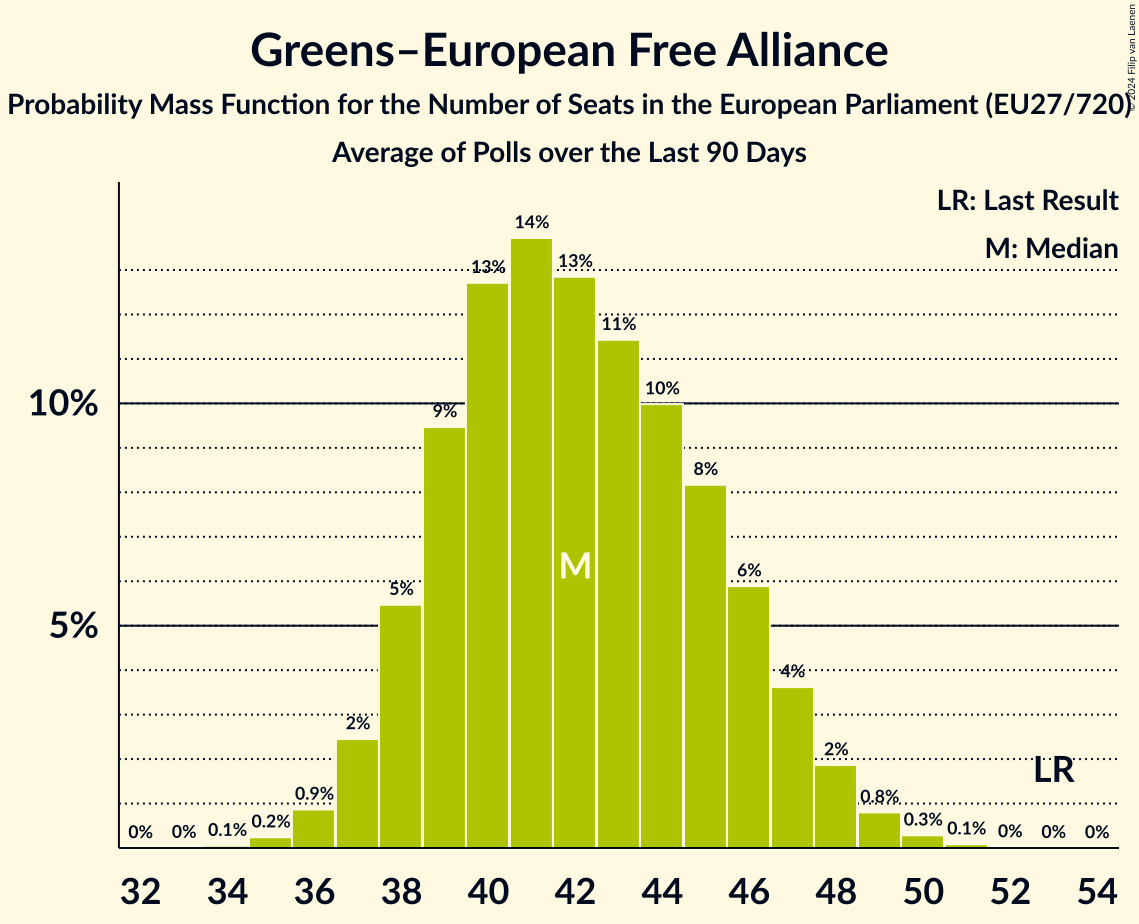 Greens–European Free Alliance
Probability Mass Function for the Number of Seats in the European Parliament (EU27/720)
Average of Polls over the Last 90 Days
© 2024 Filip van Laenen
LR: Last Result
M: Median
10%
5%
0%
0%
0.1%
0.2%
0.9%
2%
5%
9%
13%
14%
13%
11%
10%
8%
6%
4%
2%
0.8%
0.3%
0.1%
0%
0%
0%
M
LR
32 34 36 38 40 42 44 46 48 50 52 54